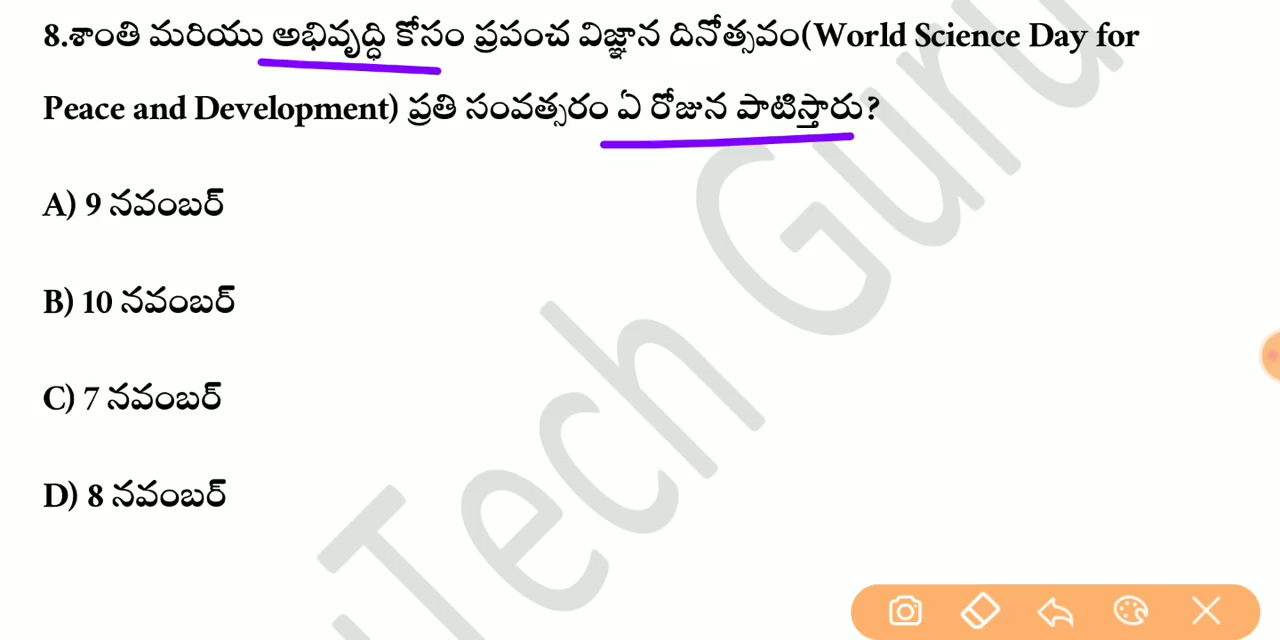 8.శాంతి మరియు అభివృద్ధి కోసం ప్రపంచ విజ్ఞాన దినోత్సవం(World Science Day for
Peace and Development) ప్రతి సంవత్సరం ఏ రోజున పాటిస్తారు?
A) 9 నవంబర్
B) 10 నవంబర్
C) 7 నవంబర్
D) 8 నవంబర్
Tech Guru